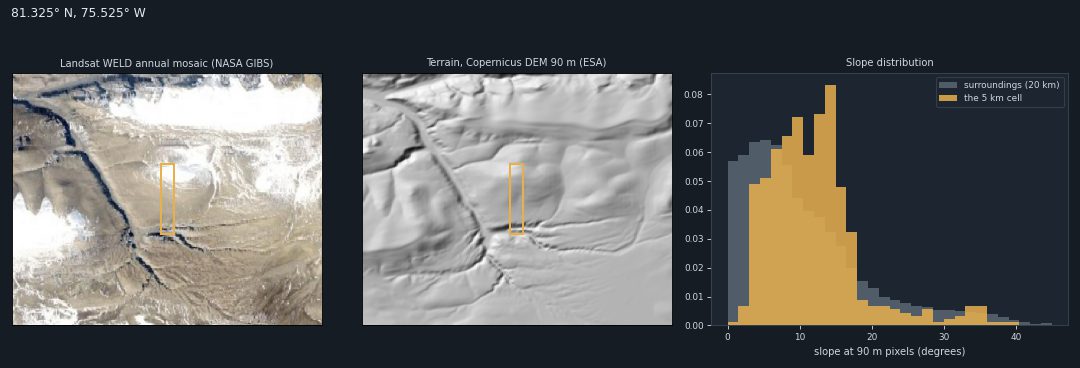 81.325° N, 75.525° W
Landsat WELD annual mosaic (NASA GIBS)
Terrain, Copernicus DEM 90 m (ESA)
Slope distribution
surroundings (20 km)
the 5 km cell
0.08
0.07
0.06
0.05
0.04
0.03
0.02
0.01
0.00
0 10 20 30 40
slope at 90 m pixels (degrees)